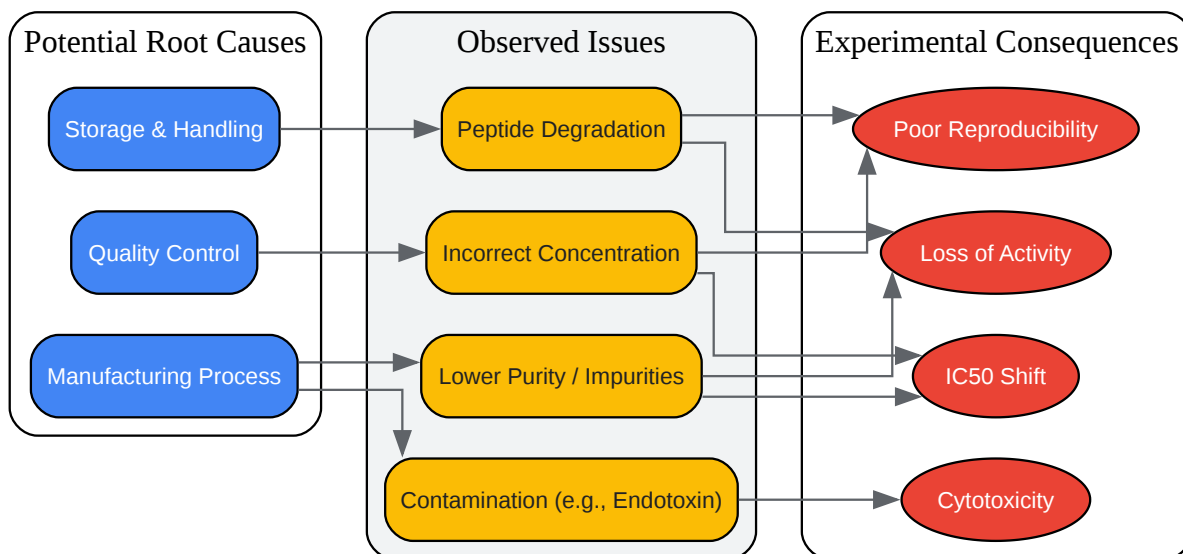 Potential Root Causes
Storage & Handling
Quality Control
Manufacturing Process
Observed Issues
Peptide Degradation
Incorrect Concentration
Lower Purity / Impurities
Contamination (e.g., Endotoxin)
Experimental Consequences
Poor Reproducibility
Loss of Activity
IC50 Shift
Cytotoxicity